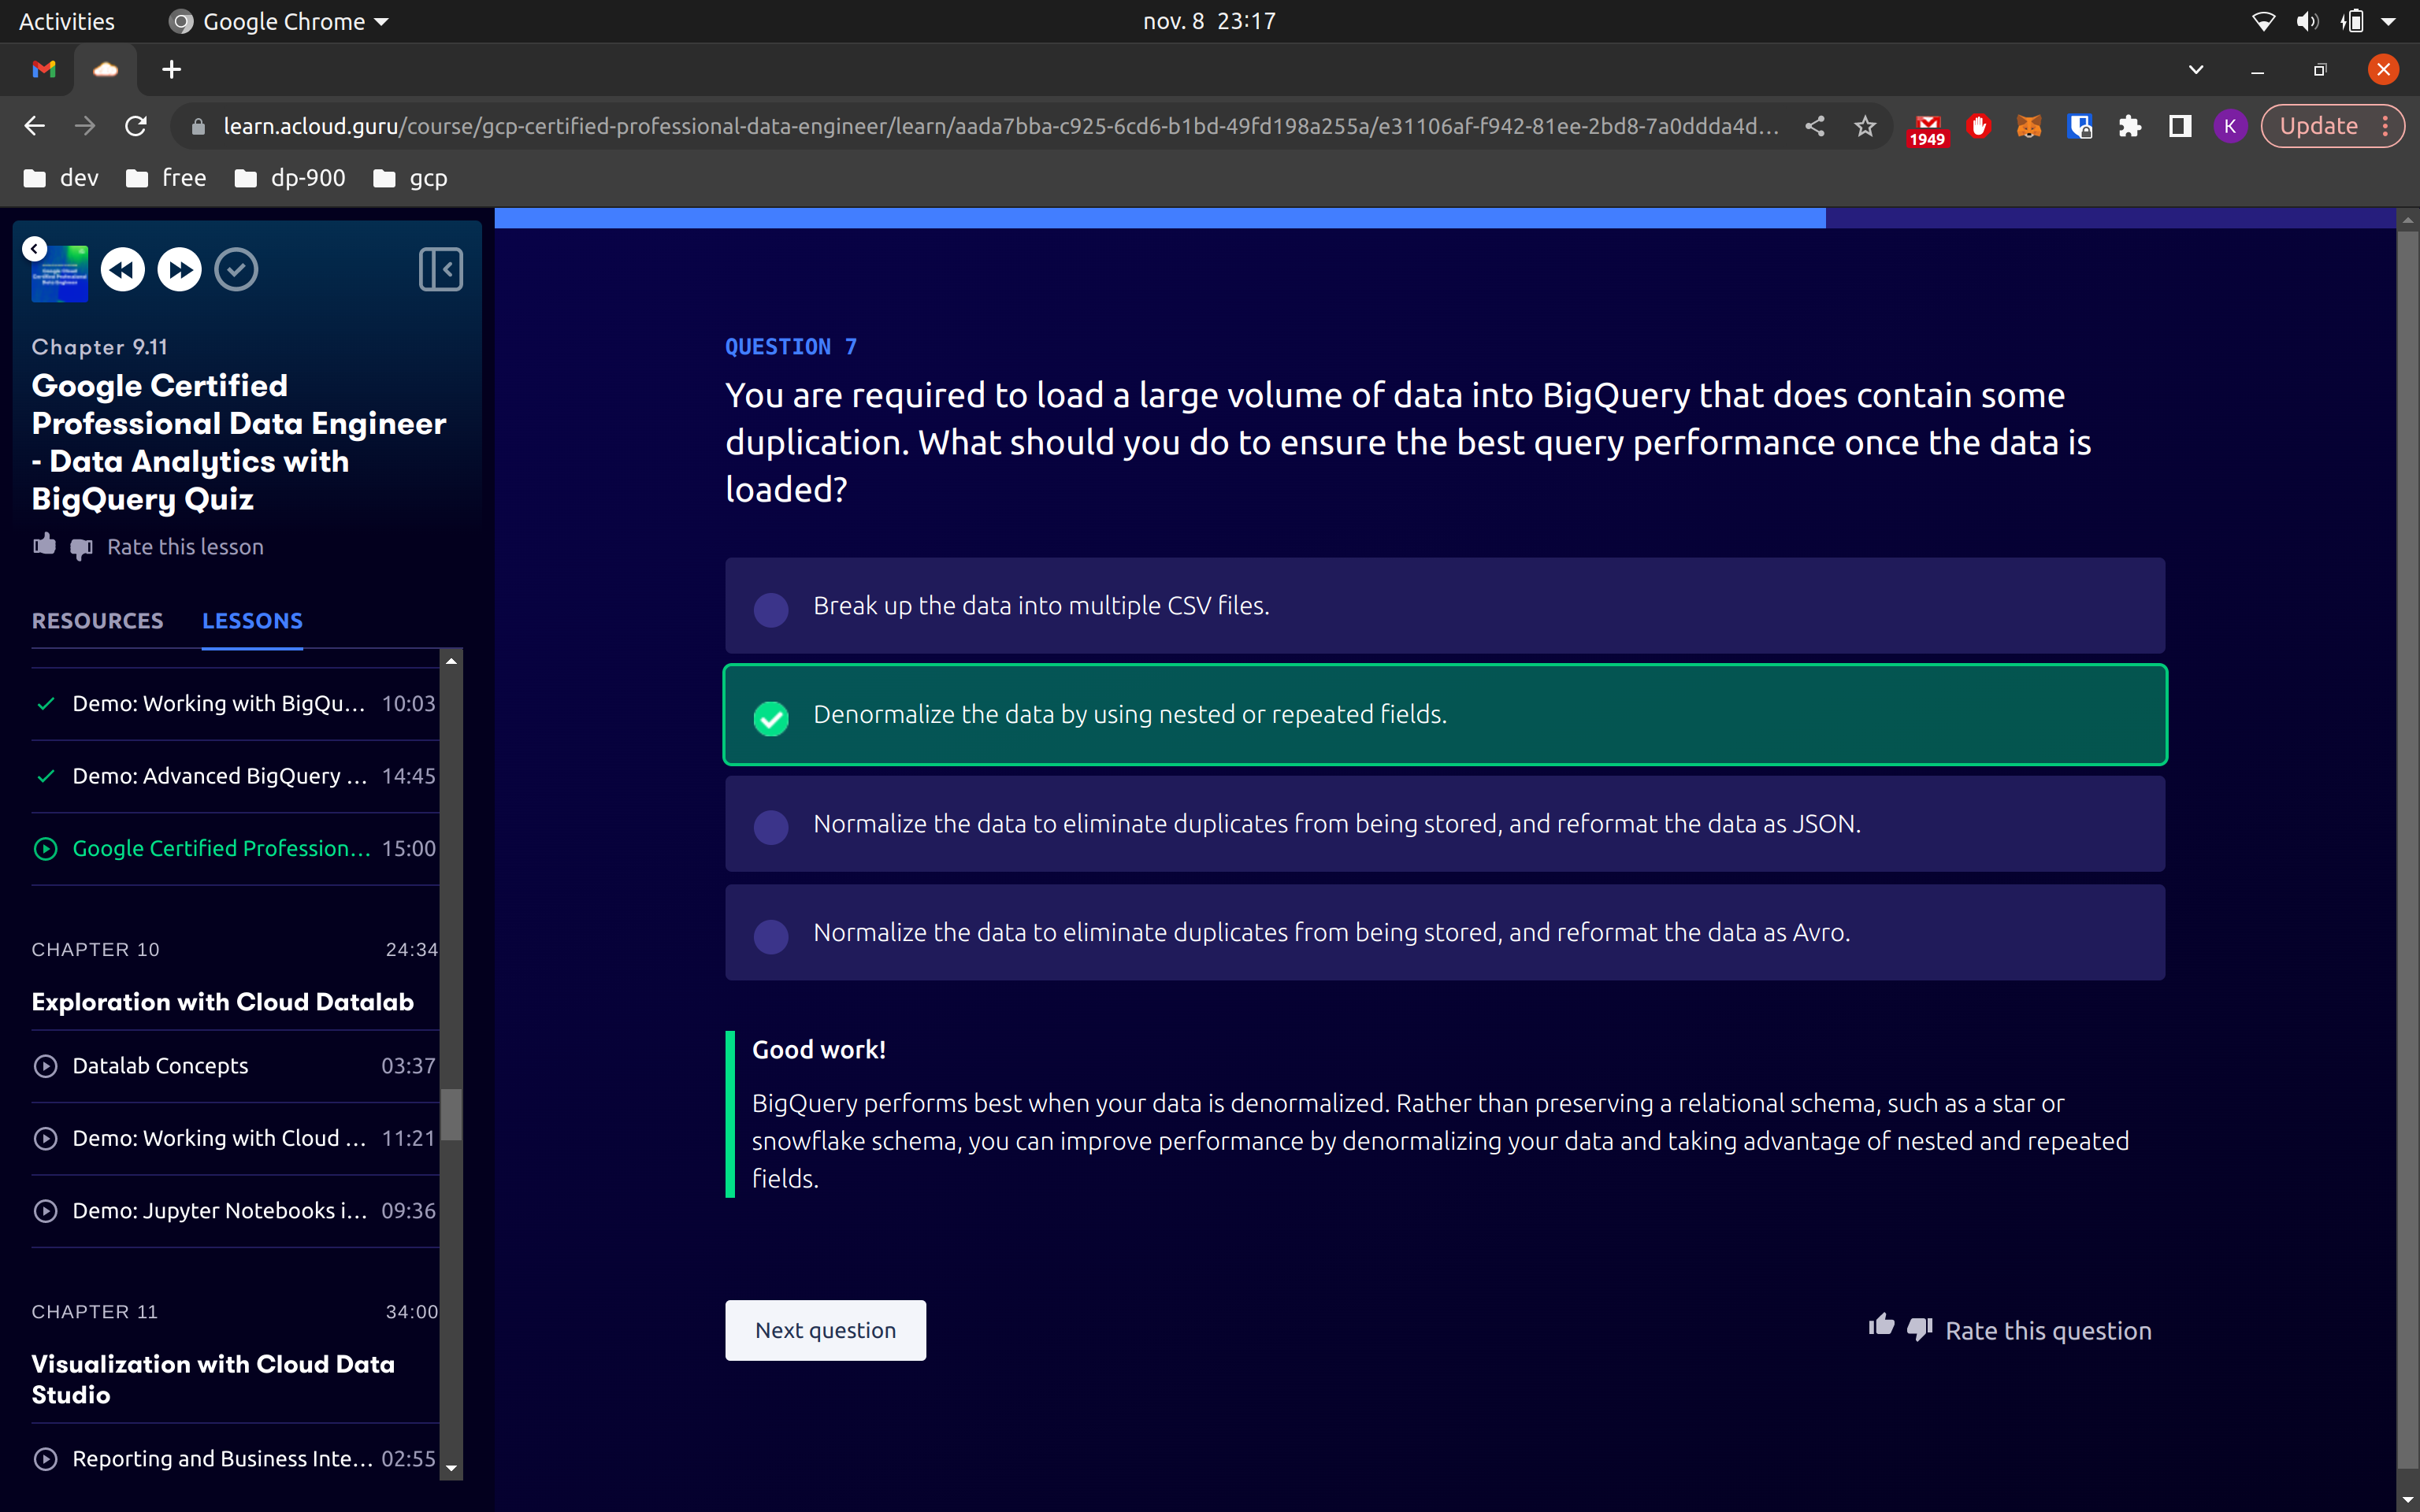 Activities
Google Chrome
nov. 8 23:17
learn.acloud.guru/course/gcp-certified-professional-data-engineer/learn/aada7bba-c925-6cd6-b1bd-49fd198a255a/e31106af-f942-81ee-2bd8-7a0ddda4d...
1949
K
Update
dev
free
dp-900
gcp
Chapter 9.11
Google Certified
Professional Data Engineer
- Data Analytics with
BigQuery Quiz
Rate this lesson
RESOURCES
LESSONS
Demo: Working with BigQu... 10:03
Demo: Advanced BigQuery ... 14:45
Google Certified Profession... 15:00
CHAPTER 10 24:34
Exploration with Cloud Datalab
Datalab Concepts 03:37
Demo: Working with Cloud ... 11:21
Demo: Jupyter Notebooks i... 09:36
CHAPTER 11 34:00
Visualization with Cloud Data
Studio
Reporting and Business Inte... 02:55
QUESTION 7
You are required to load a large volume of data into BigQuery that does contain some
duplication. What should you do to ensure the best query performance once the data is
loaded?
Break up the data into multiple CSV files.
Denormalize the data by using nested or repeated fields.
Normalize the data to eliminate duplicates from being stored, and reformat the data as JSON.
Normalize the data to eliminate duplicates from being stored, and reformat the data as Avro.
Good work!
BigQuery performs best when your data is denormalized. Rather than preserving a relational schema, such as a star or
snowflake schema, you can improve performance by denormalizing your data and taking advantage of nested and repeated
fields.
Next question
Rate this question